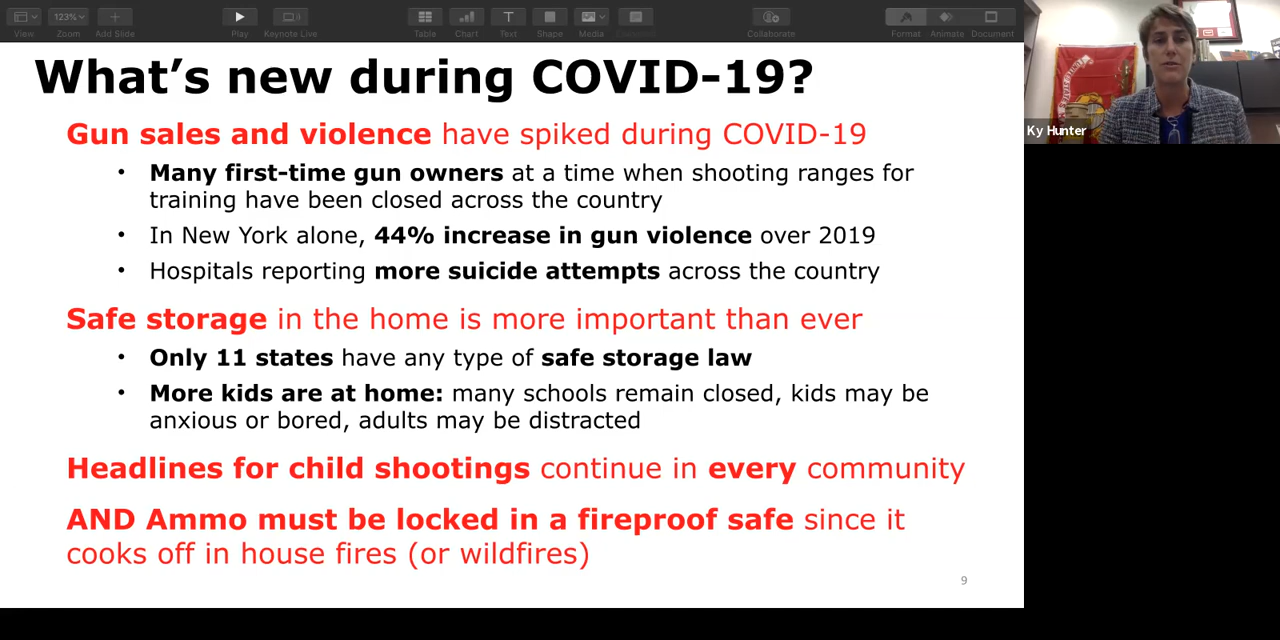 View
123%
Zoom
Add Slide
Play
Keynote Live
Table
Chart
Text
Shape
Media
Comment
Collaborate
Format
Animate
Document
What's new during COVID-19?
Gun sales and violence have spiked during COVID-19
• Many first-time gun owners at a time when shooting ranges for
training have been closed across the country
• In New York alone, 44% increase in gun violence over 2019
• Hospitals reporting more suicide attempts across the country
Safe storage in the home is more important than ever
• Only 11 states have any type of safe storage law
• More kids are at home: many schools remain closed, kids may be
anxious or bored, adults may be distracted
Headlines for child shootings continue in every community
AND Ammo must be locked in a fireproof safe since it
cooks off in house fires (or wildfires)
9
Ky Hunter